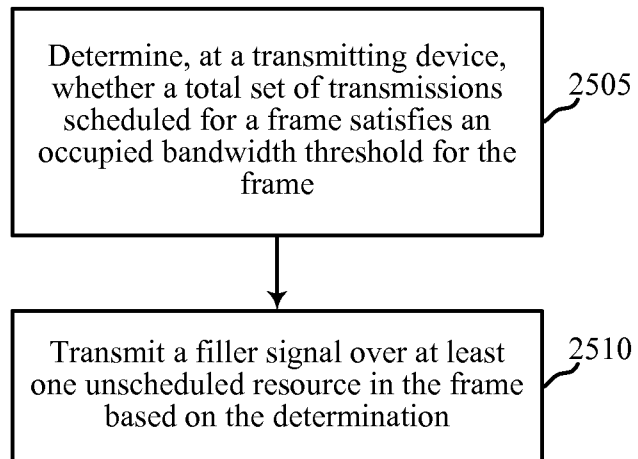 Determine, at a transmitting device,
whether a total set of transmissions
scheduled for a frame satisfies an
occupied bandwidth threshold for the
frame
2505
Transmit a filler signal over at least
one unscheduled resource in the frame
based on the determination
2510